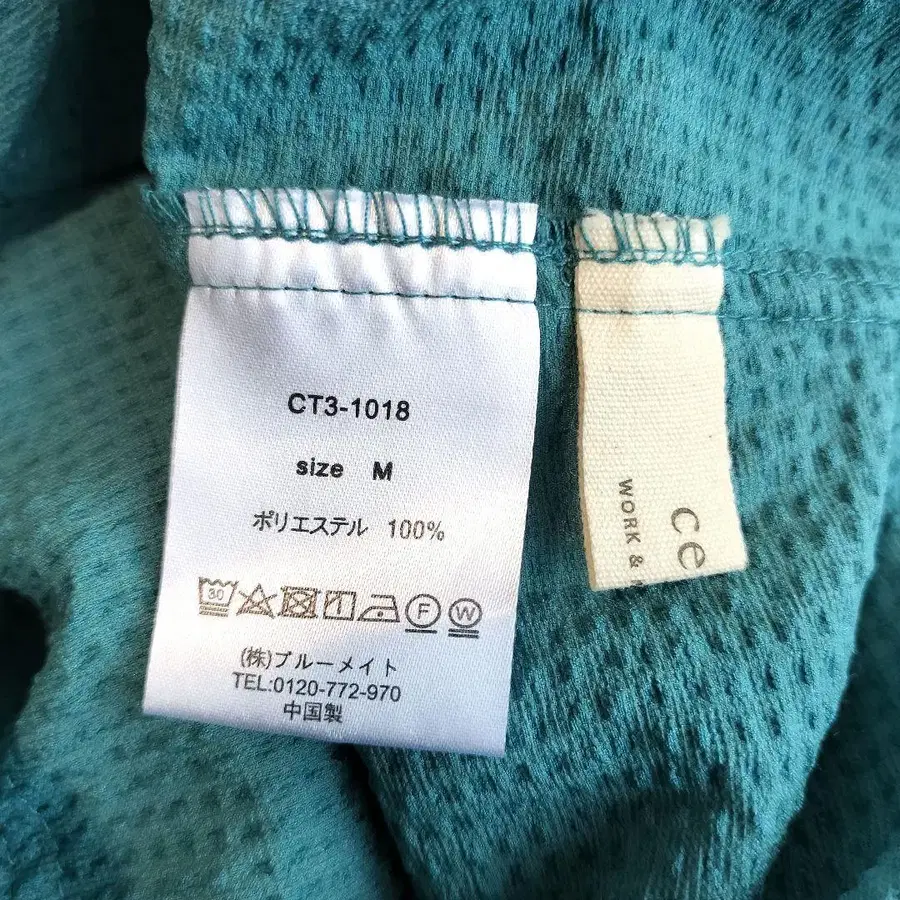 CT3-1018
size M
ポリエステル 100%
30 F W
(株)ブルーメイト
TEL:0120-772-970
中国製
ce
WORK &